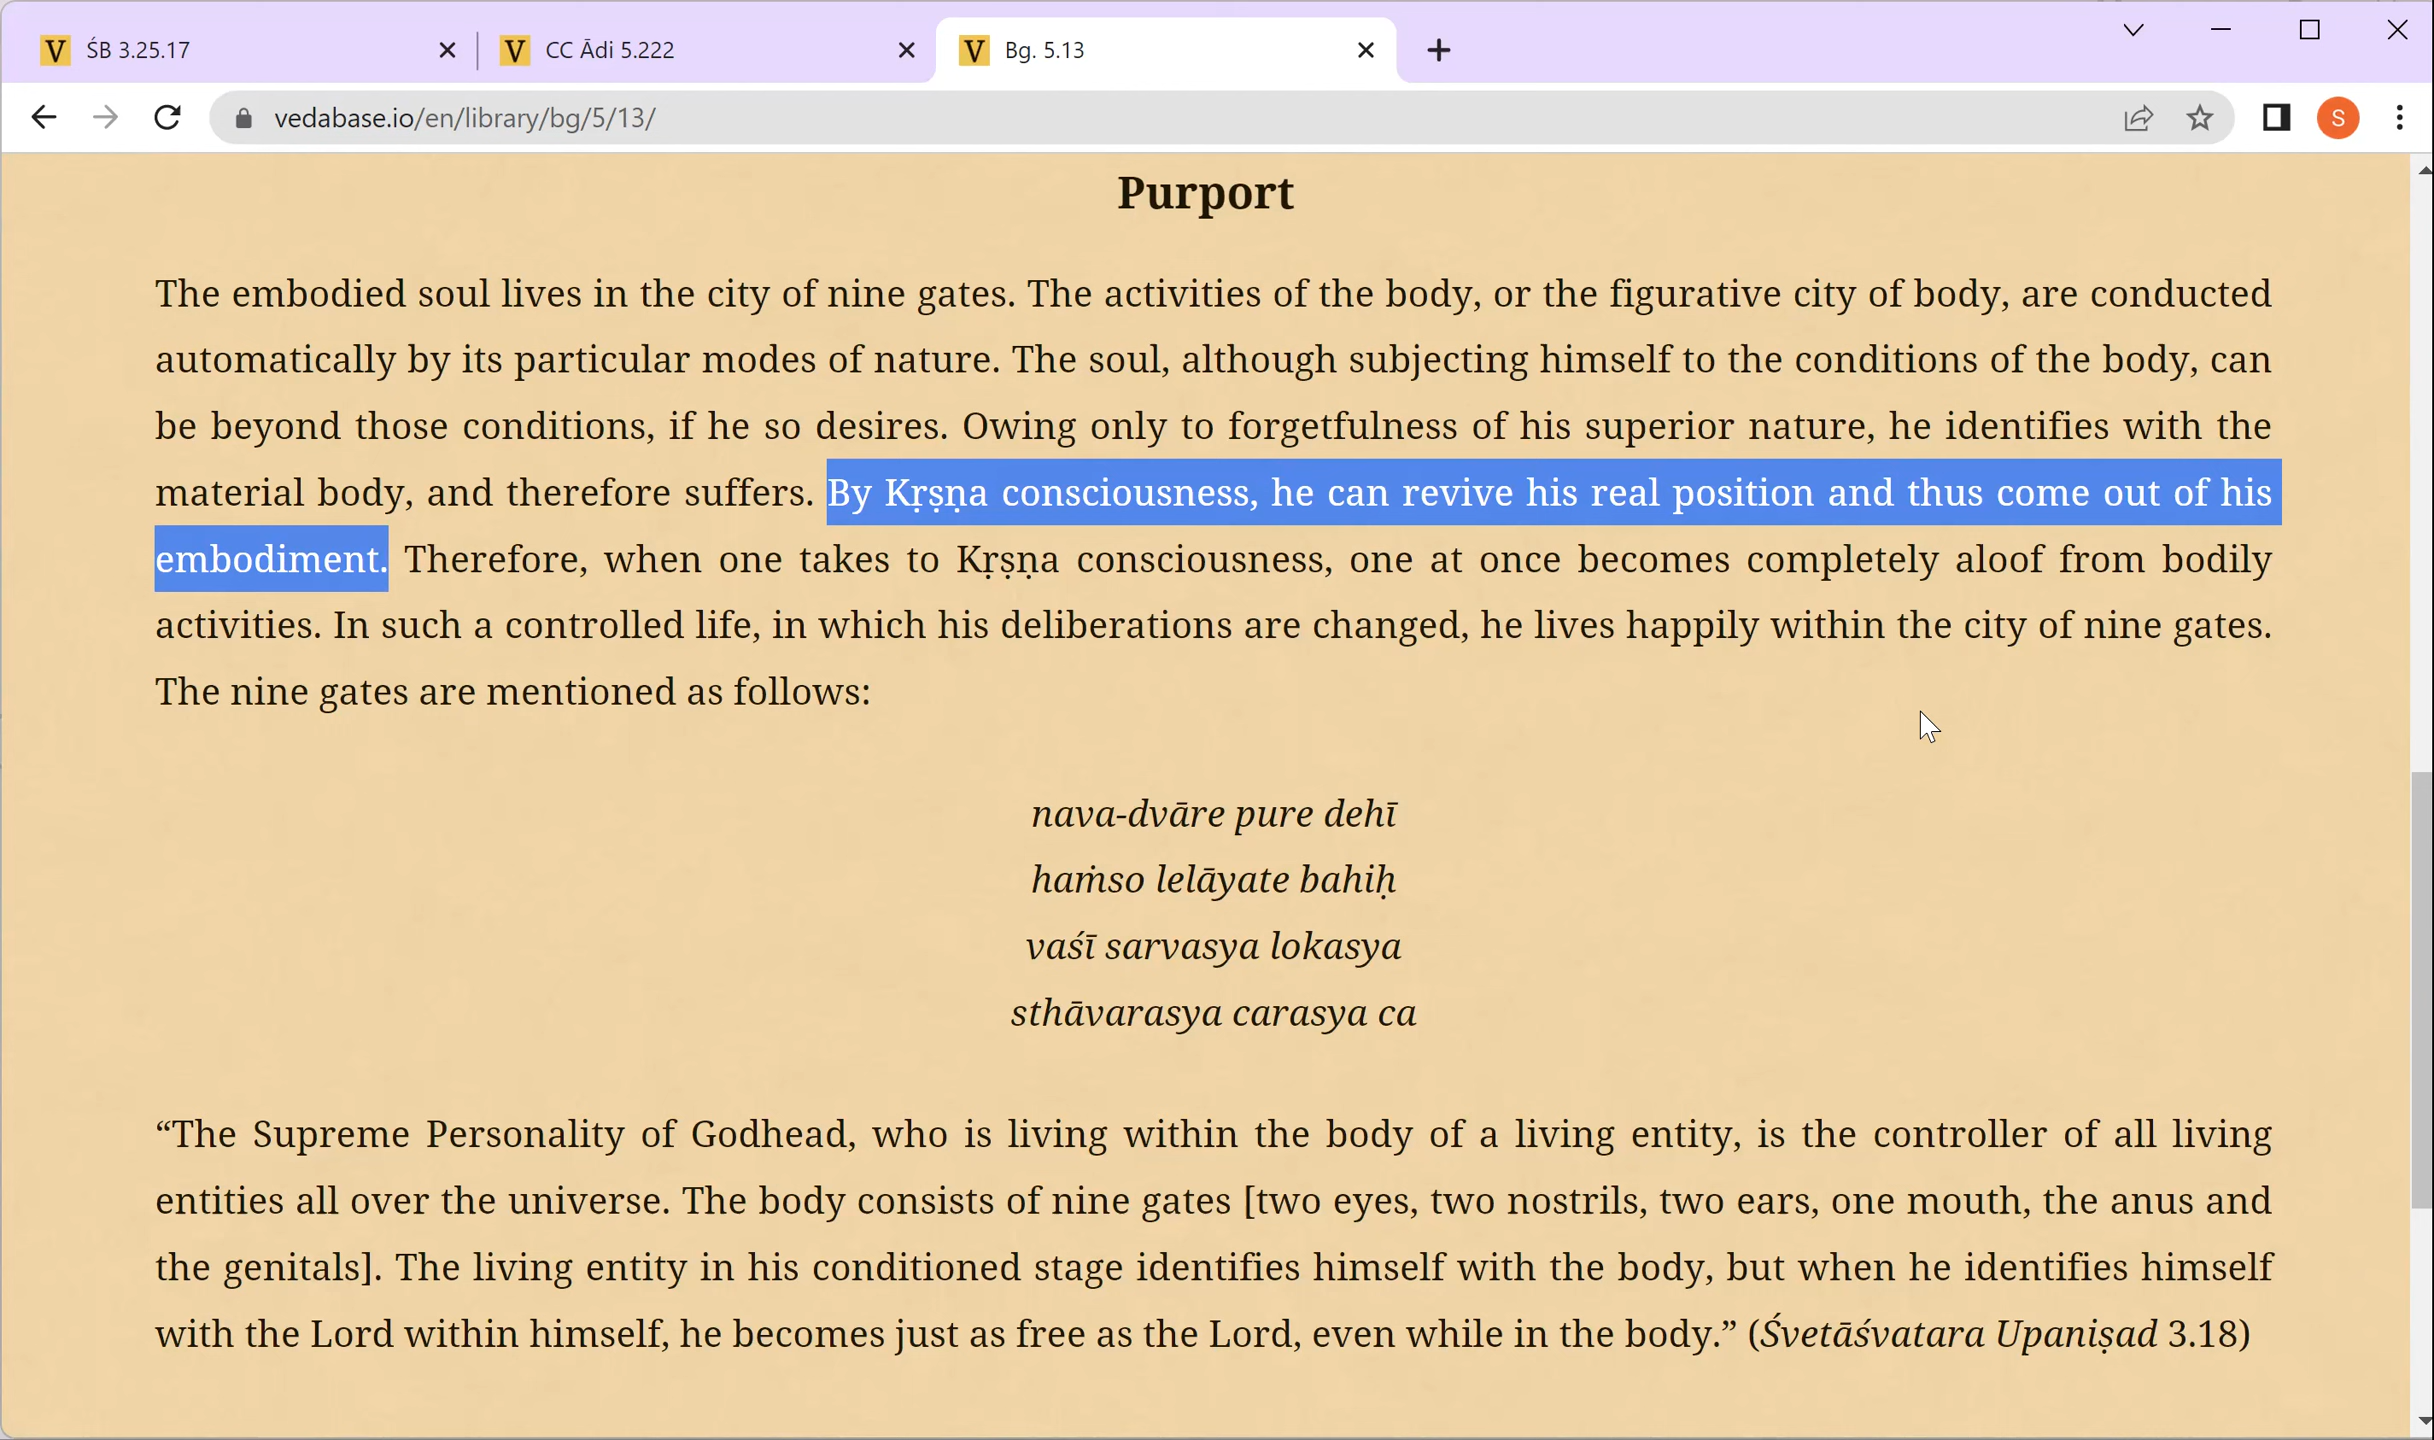 ŚB 3.25.17
CC Ādi 5.222
Bg. 5.13
vedabase.io/en/library/bg/5/13/
S
Purport
The embodied soul lives in the city of nine gates. The activities of the body, or the figurative city of body, are conducted
automatically by its particular modes of nature. The soul, although subjecting himself to the conditions of the body, can
be beyond those conditions, if he so desires. Owing only to forgetfulness of his superior nature, he identifies with the
material body, and therefore suffers. By Kṛṣṇa consciousness, he can revive his real position and thus come out of his
embodiment. Therefore, when one takes to Kṛṣṇa consciousness, one at once becomes completely aloof from bodily
activities. In such a controlled life, in which his deliberations are changed, he lives happily within the city of nine gates.
The nine gates are mentioned as follows:
nava-dvāre pure dehī
haṁso lelāyate bahiḥ
vaśī sarvasya lokasya
sthāvarasya carasya ca
“The Supreme Personality of Godhead, who is living within the body of a living entity, is the controller of all living
entities all over the universe. The body consists of nine gates [two eyes, two nostrils, two ears, one mouth, the anus and
the genitals]. The living entity in his conditioned stage identifies himself with the body, but when he identifies himself
with the Lord within himself, he becomes just as free as the Lord, even while in the body.” (Śvetāśvatara Upaniṣad 3.18)